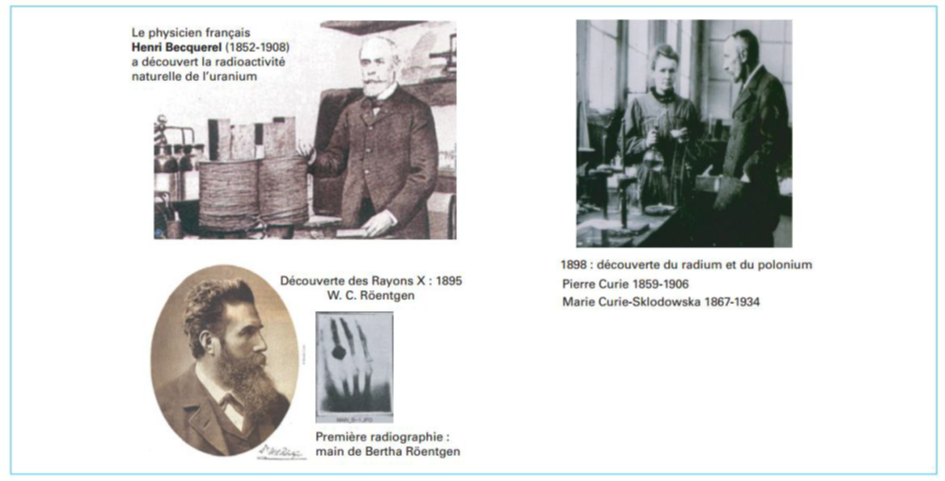 Le physicien français
Henri Becquerel (1852-1908)
a découvert la radioactivité
naturelle de l'uranium
1898 : découverte du radium et du polonium
Pierre Curie 1859-1906
Marie Curie-Sklodowska 1867-1934
Découverte des Rayons X : 1895
W. C. Röentgen
Première radiographie :
main de Bertha Röentgen